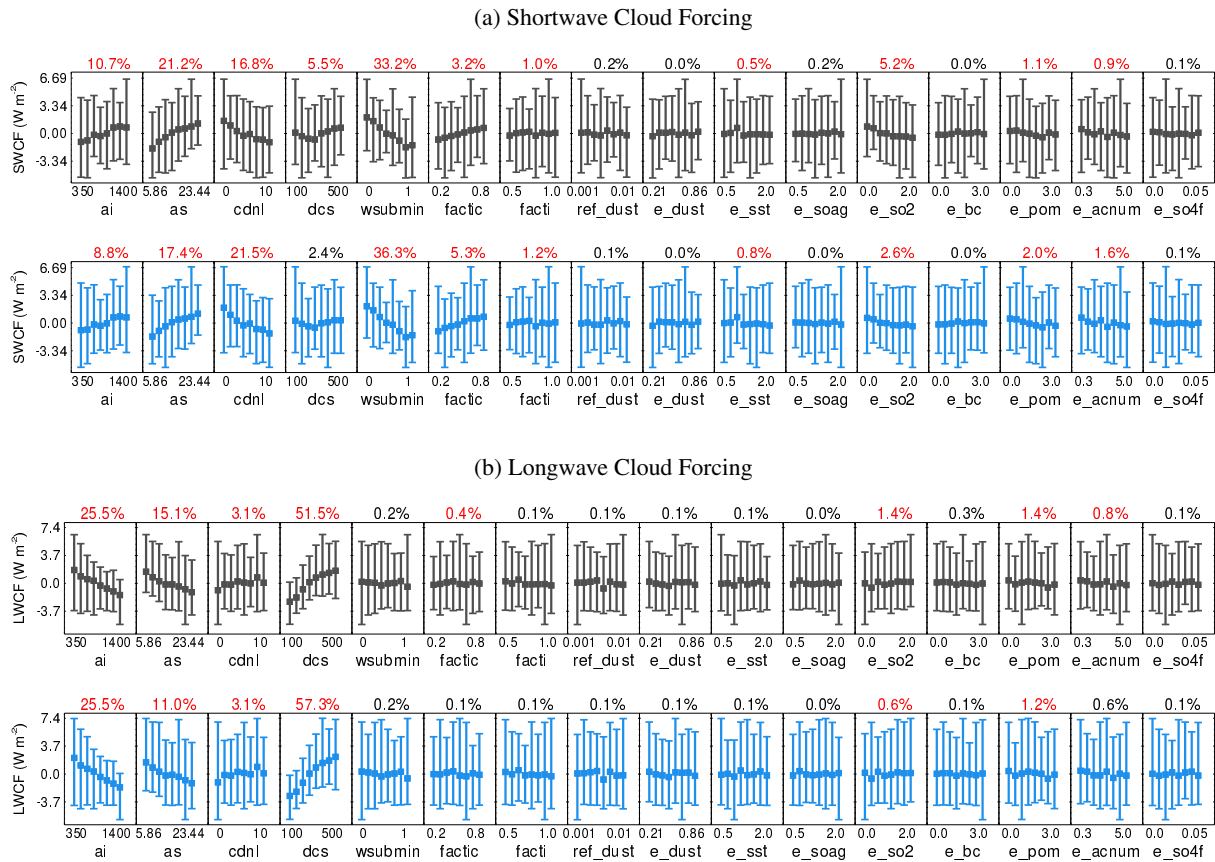 (a) Shortwave Cloud Forcing
10.7% 21.2% 16.8% 5.5% 33.2% 3.2% 1.0% 0.2% 0.0% 0.5% 0.2% 5.2% 0.0% 1.1% 0.9% 0.1%
SWCF (W m-2)
6.69
3.34
0.00
-3.34
350 1400 5.86 23.44 0 10 100 500 0 1 0.2 0.8 0.5 1.0 0.001 0.01 0.21 0.86 0.5 2.0 0.5 2.0 0.0 2.0 0.0 3.0 0.0 3.0 0.3 5.0 0.0 0.05
ai as cdnl dcs wsubmin factic facti ref_dust e_dust e_sst e_soag e_so2 e_bc e_pom e_acnum e_so4f
8.8% 17.4% 21.5% 2.4% 36.3% 5.3% 1.2% 0.1% 0.0% 0.8% 0.0% 2.6% 0.0% 2.0% 1.6% 0.1%
SWCF (W m-2)
6.69
3.34
0.00
-3.34
350 1400 5.86 23.44 0 10 100 500 0 1 0.2 0.8 0.5 1.0 0.001 0.01 0.21 0.86 0.5 2.0 0.5 2.0 0.0 2.0 0.0 3.0 0.0 3.0 0.3 5.0 0.0 0.05
ai as cdnl dcs wsubmin factic facti ref_dust e_dust e_sst e_soag e_so2 e_bc e_pom e_acnum e_so4f
(b) Longwave Cloud Forcing
25.5% 15.1% 3.1% 51.5% 0.2% 0.4% 0.1% 0.1% 0.1% 0.1% 0.0% 1.4% 0.3% 1.4% 0.8% 0.1%
LWCF (W m-2)
7.4
3.7
0.0
-3.7
350 1400 5.86 23.44 0 10 100 500 0 1 0.2 0.8 0.5 1.0 0.001 0.01 0.21 0.86 0.5 2.0 0.5 2.0 0.0 2.0 0.0 3.0 0.0 3.0 0.3 5.0 0.0 0.05
ai as cdnl dcs wsubmin factic facti ref_dust e_dust e_sst e_soag e_so2 e_bc e_pom e_acnum e_so4f
25.5% 11.0% 3.1% 57.3% 0.2% 0.1% 0.1% 0.1% 0.1% 0.1% 0.0% 0.6% 0.1% 1.2% 0.6% 0.1%
LWCF (W m-2)
7.4
3.7
0.0
-3.7
350 1400 5.86 23.44 0 10 100 500 0 1 0.2 0.8 0.5 1.0 0.001 0.01 0.21 0.86 0.5 2.0 0.5 2.0 0.0 2.0 0.0 3.0 0.0 3.0 0.3 5.0 0.0 0.05
ai as cdnl dcs wsubmin factic facti ref_dust e_dust e_sst e_soag e_so2 e_bc e_pom e_acnum e_so4f